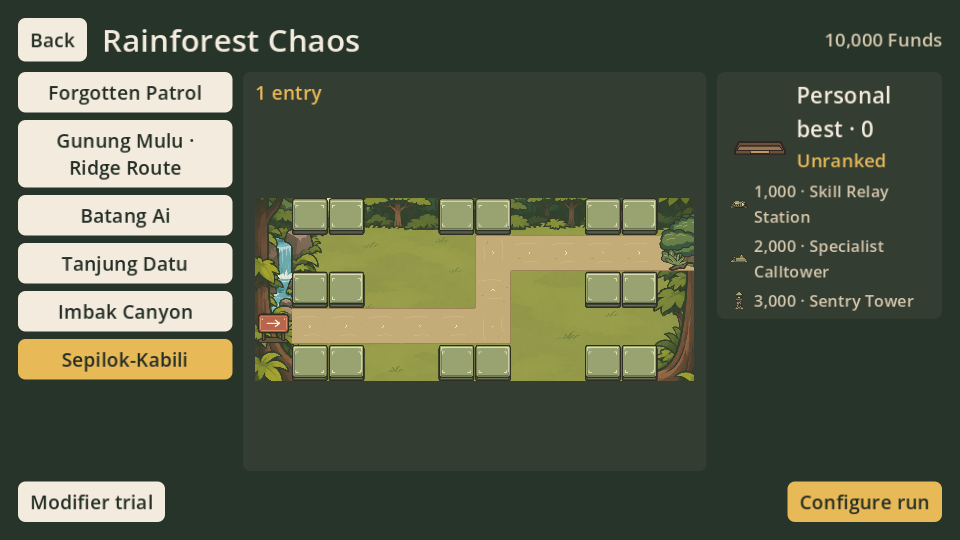 Back
Rainforest Chaos
10,000 Funds
Forgotten Patrol
Gunung Mulu ·
Ridge Route
Batang Ai
Tanjung Datu
Imbak Canyon
Sepilok-Kabili
1 entry
Personal
best · 0
Unranked
1,000 · Skill Relay
Station
2,000 · Specialist
Calltower
3,000 · Sentry Tower
Modifier trial
Configure run